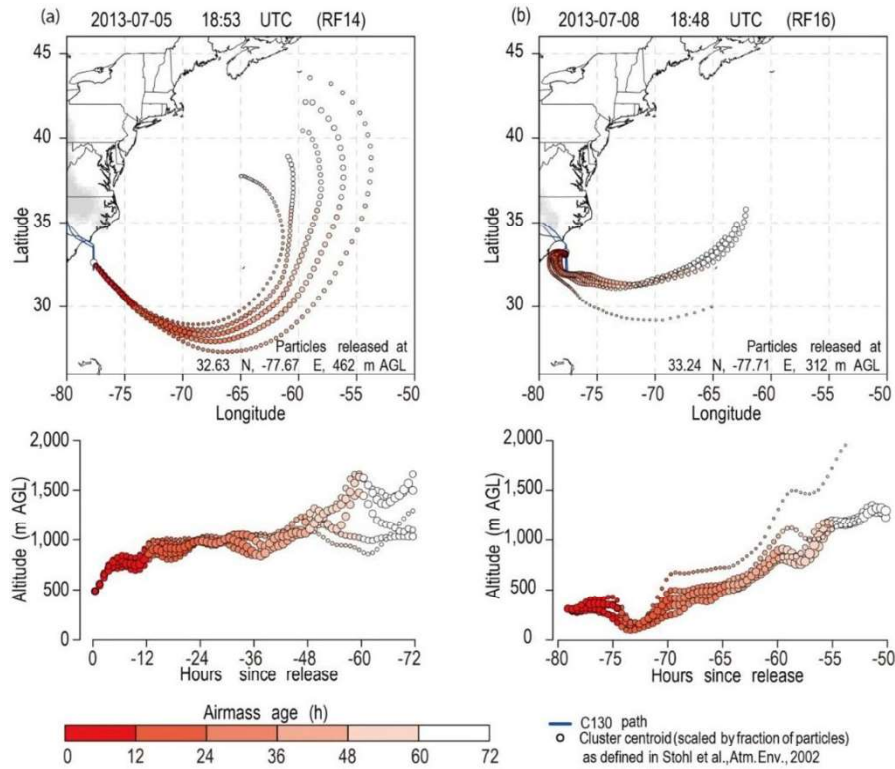 (a) 2013-07-05 18:53 UTC (RF14)
45
40
35
30
Latitude
Particles released at
32.63 N, -77.67 E, 462 m AGL
-80 -75 -70 -65 -60 -55 -50
Longitude
(b) 2013-07-08 18:48 UTC (RF16)
45
40
35
30
Latitude
Particles released at
33.24 N, -77.71 E, 312 m AGL
-80 -75 -70 -65 -60 -55 -50
Longitude
2,000
1,500
1,000
500
0
Altitude (m AGL)
0 -12 -24 -36 -48 -60 -72
Hours since release
2,000
1,500
1,000
500
0
Altitude (m AGL)
-80 -75 -70 -65 -60 -55 -50
Hours since release
Airmass age (h)
0 12 24 36 48 60 72
C130 path
Cluster centroid (scaled by fraction of particles)
as defined in Stohl et al., Atm. Env., 2002